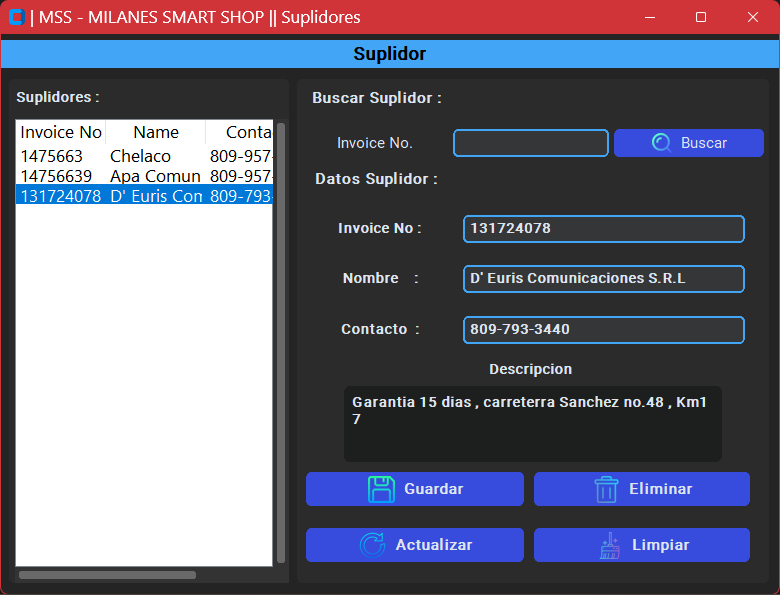 | MSS - MILANES SMART SHOP || Suplidores
Suplidor
Suplidores :
Invoice No Name Conta
1475663 Chelaco 809-957-
14756639 Apa Comun 809-957-
131724078 D' Euris Com 809-793-
Buscar Suplidor :
Invoice No. Buscar
Datos Suplidor :
Invoice No : 131724078
Nombre : D' Euris Comunicaciones S.R.L
Contacto : 809-793-3440
Descripcion
Garantia 15 dias , carreterra Sanchez no.48 , Km1
7
Guardar Eliminar
Actualizar Limpiar